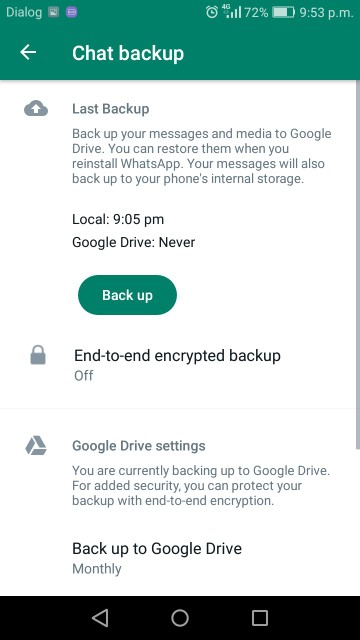 Dialog 4G 72% 9:53 p.m.
Chat backup
Last Backup
Back up your messages and media to Google
Drive. You can restore them when you
reinstall WhatsApp. Your messages will also
back up to your phone's internal storage.
Local: 9:05 pm
Google Drive: Never
Back up
End-to-end encrypted backup
Off
Google Drive settings
You are currently backing up to Google Drive.
For added security, you can protect your
backup with end-to-end encryption.
Back up to Google Drive
Monthly